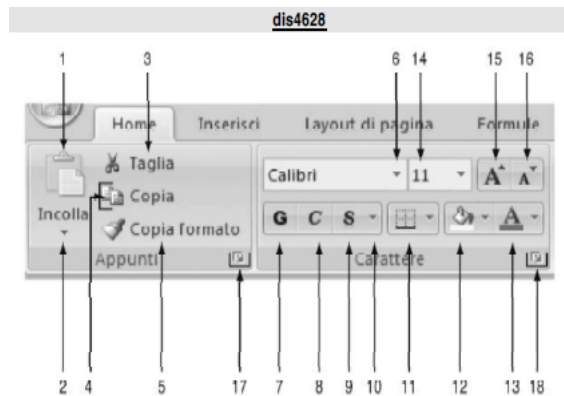 dis4628
1 3 6 14 15 16
Home Inserisci Layout di pagina Formule
Taglia
Calibri 11 A A
Copia
Incolla
G C S A
Copia formato
Appunti Carattere
2 4 5 17 7 8 9 10 11 12 13 18